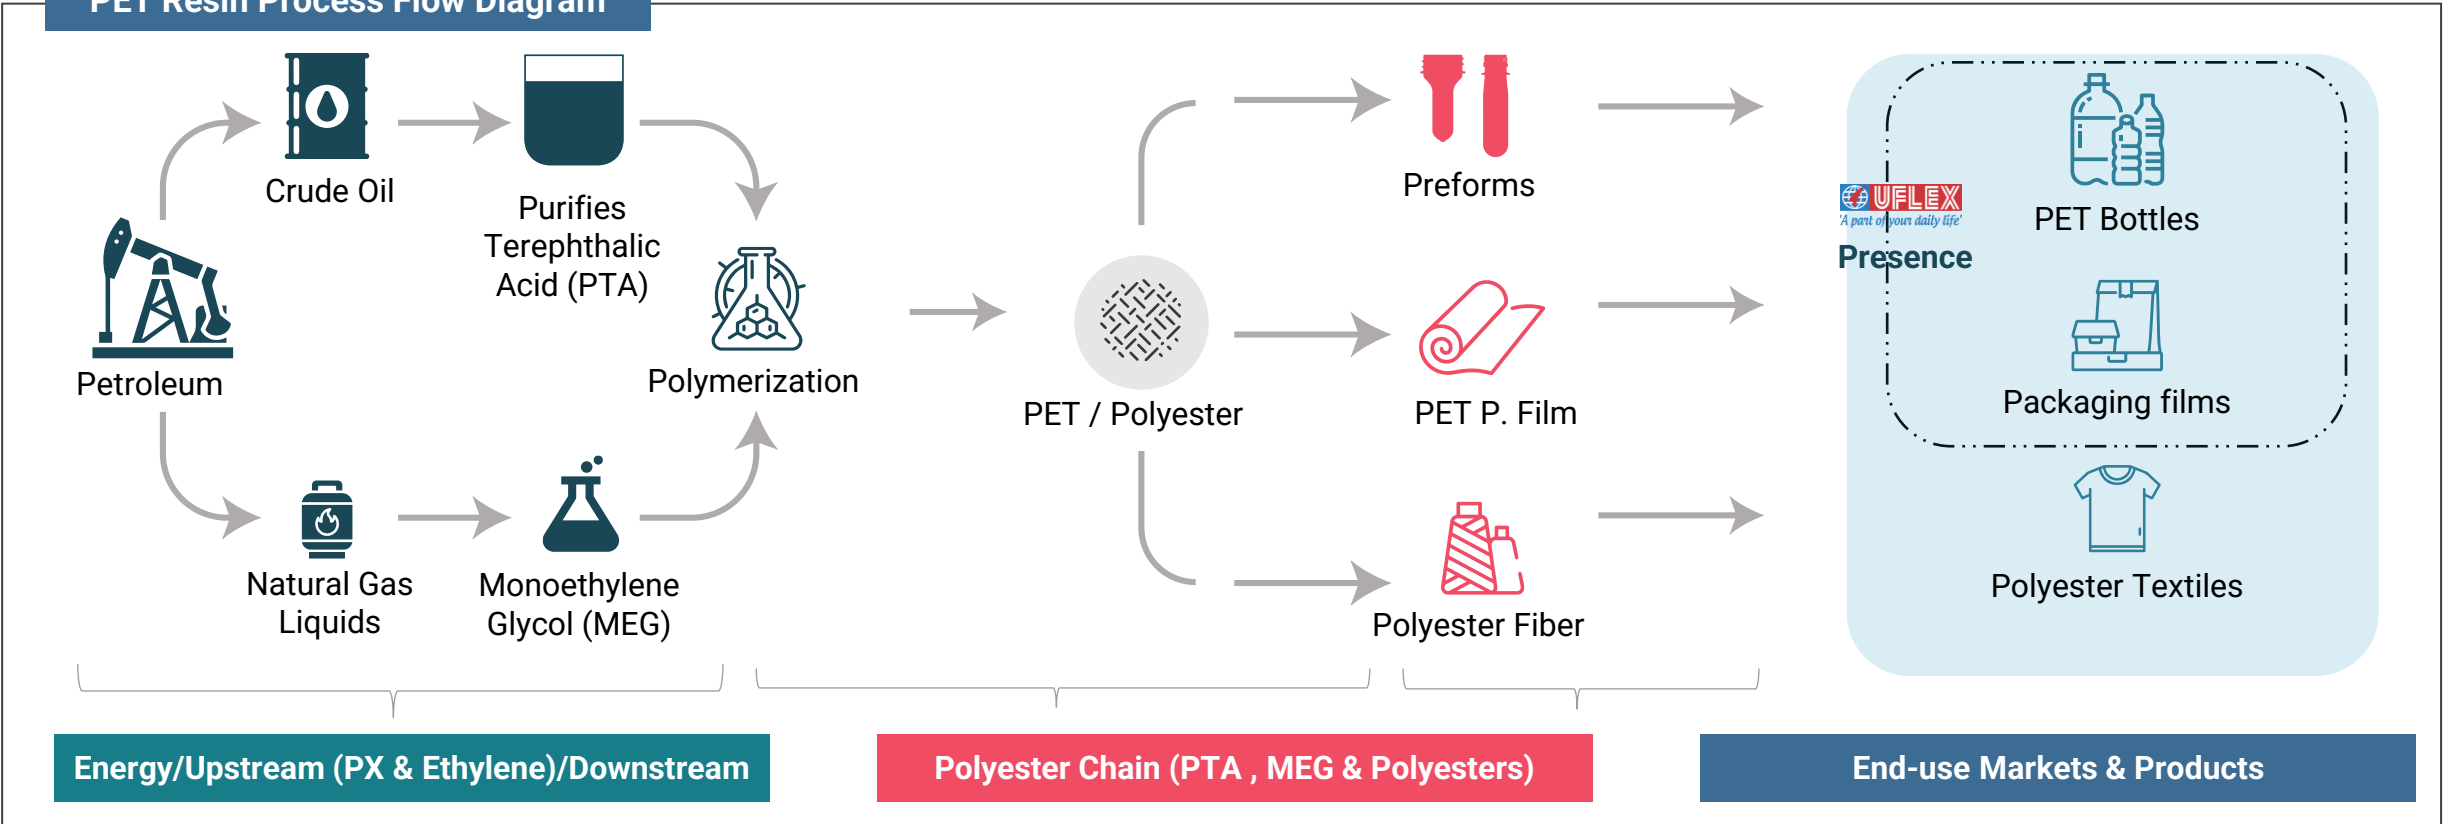 PET Resin Process Flow Diagram
Crude Oil
Purifies
Terephthalic
Acid (PTA)
Petroleum
Polymerization
Natural Gas
Liquids
Monoethylene
Glycol (MEG)
PET / Polyester
Preforms
PET P. Film
Polyester Fiber
UFLEX
'A part of your daily life'
Presence
PET Bottles
Packaging films
Polyester Textiles
Energy/Upstream (PX & Ethylene)/Downstream
Polyester Chain (PTA , MEG & Polyesters)
End-use Markets & Products